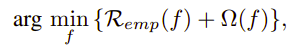 arg min_f {ℛ_emp(f) + Ω(f)},